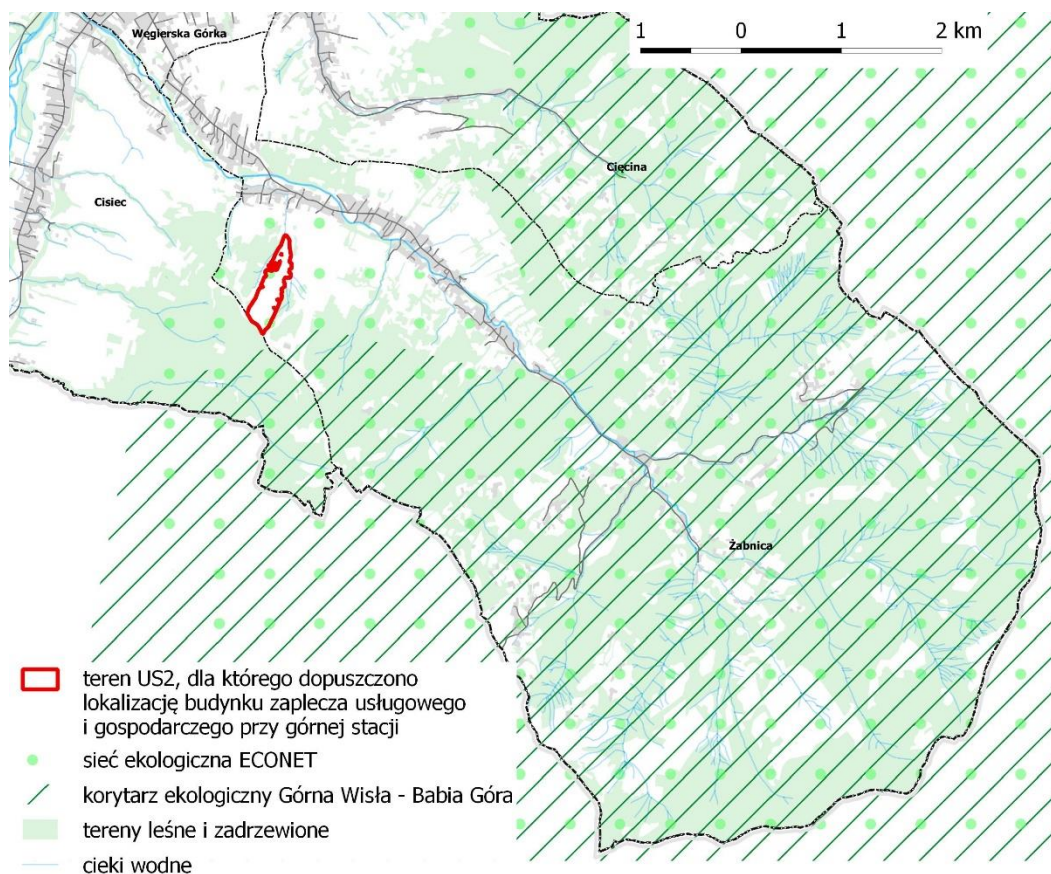 Węgierska Górka
1 0 1 2 km
Cięcina
Cisiec
Żabnica
teren US2, dla którego dopuszczono
lokalizację budynku zaplecza usługowego
i gospodarczego przy górnej stacji
sieć ekologiczna ECONET
korytarz ekologiczny Górna Wisła - Babia Góra
tereny leśne i zadrzewione
cieki wodne